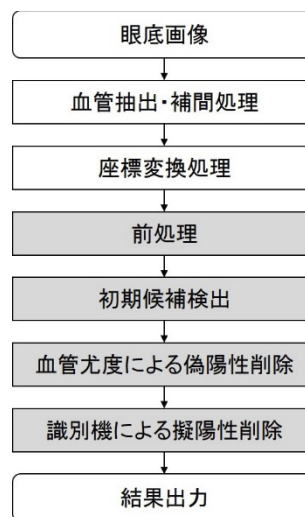 眼底画像
血管抽出・補間処理
座標変換処理
前処理
初期候補検出
血管尤度による偽陽性削除
識別機による擬陽性削除
結果出力